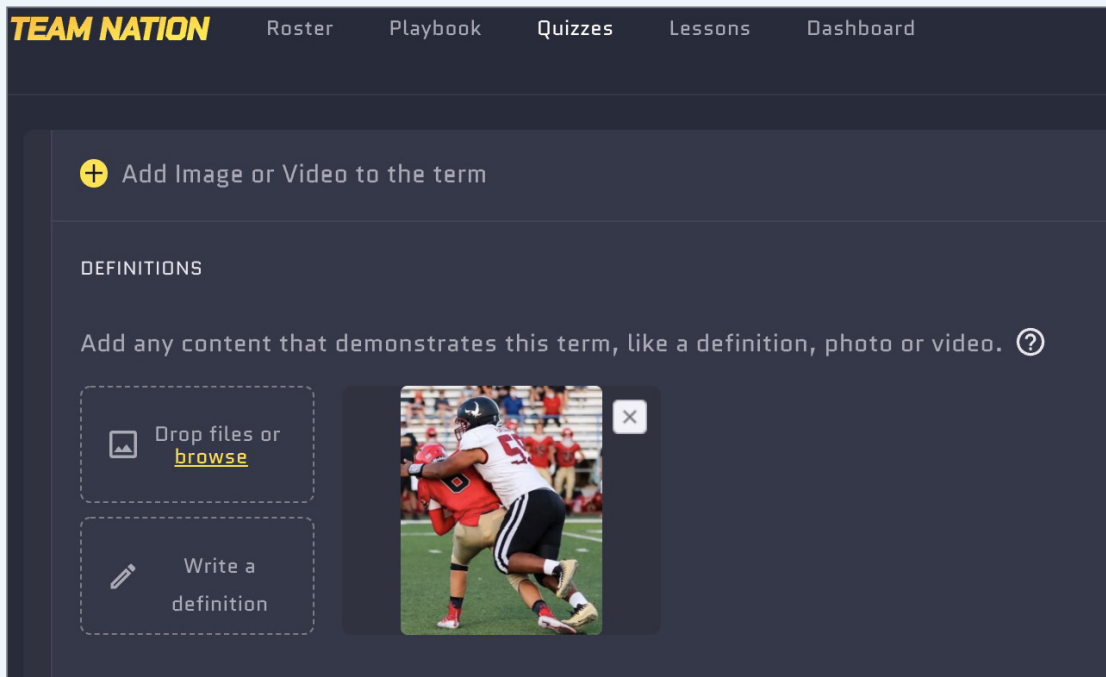 TEAM NATION Roster Playbook Quizzes Lessons Dashboard
Add Image or Video to the term
DEFINITIONS
Add any content that demonstrates this term, like a definition, photo or video.
Drop files or
browse
Write a
definition
6